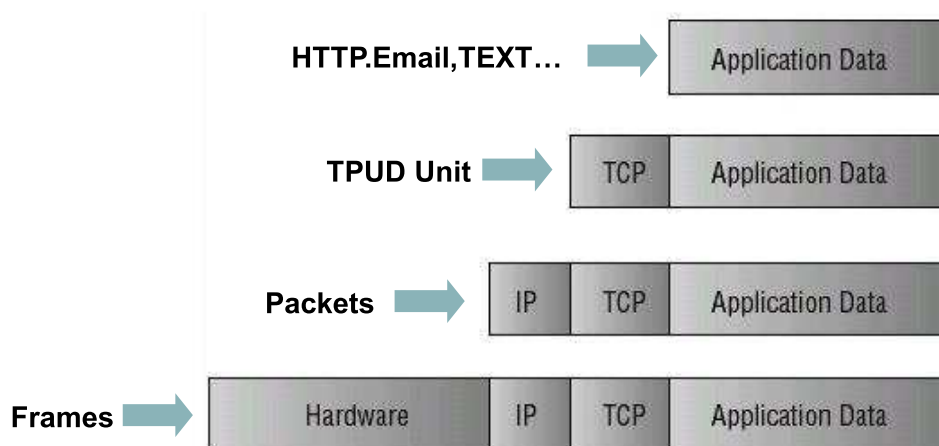 HTTP.Email,TEXT… Application Data
TPUD Unit TCP Application Data
Packets IP TCP Application Data
Frames Hardware IP TCP Application Data